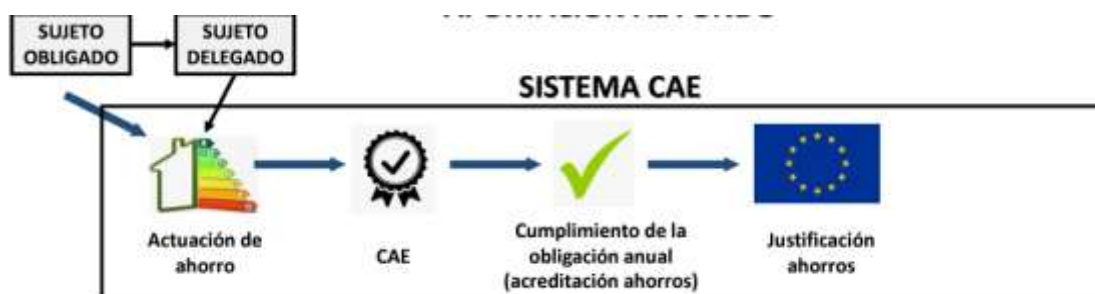 SUJETO
OBLIGADO
SUJETO
DELEGADO
SISTEMA CAE
Actuación de
ahorro
CAE
Cumplimiento de la
obligación anual
(acreditación ahorros)
Justificación
ahorros